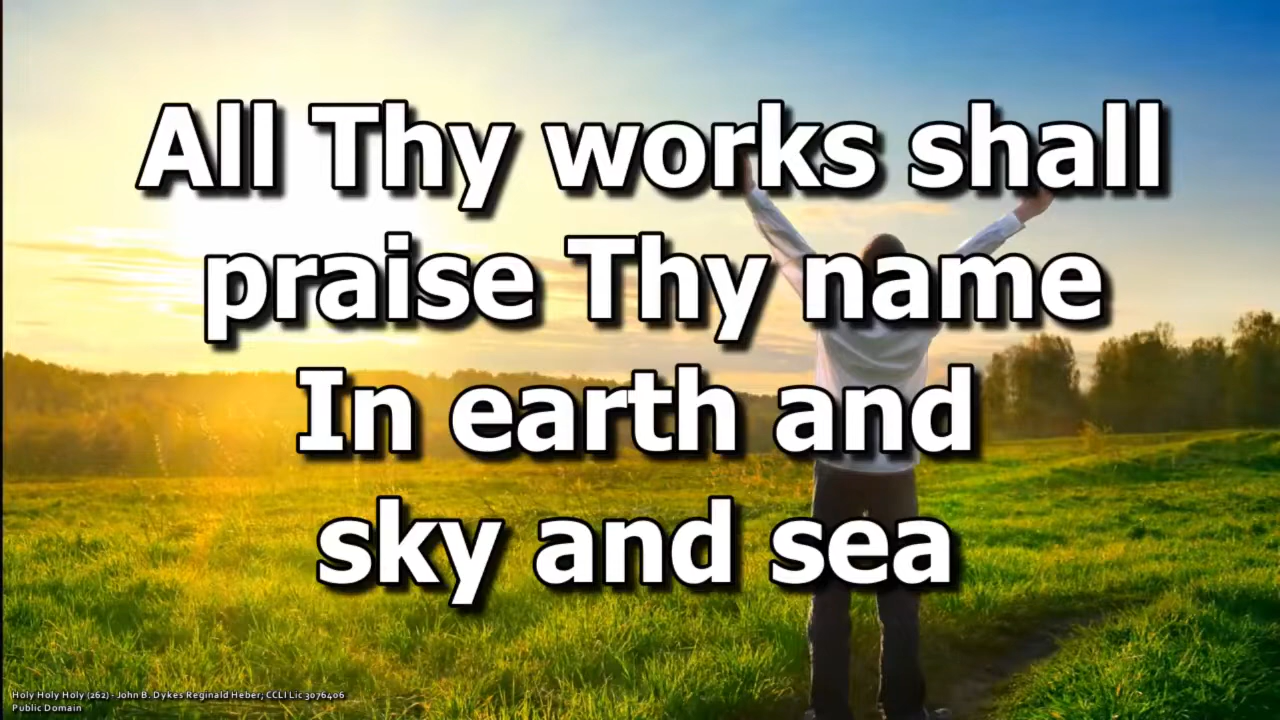 All Thy works shall
praise Thy name
In earth and
sky and sea
Holy Holy Holy (262) - John B. Dykes Reginald Heber; CCLI Lic 3076406
Public Domain